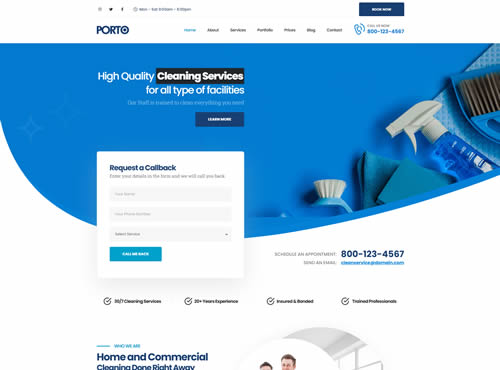 Mon - Sat 9:00am - 6:00pm
BOOK NOW
PORTO
Home About Services Portfolio Prices Blog Contact
CALL US NOW
800-123-4567
High Quality Cleaning Services
for all type of facilities
Our Staff is trained to clean everything you need
LEARN MORE
Request a Callback
Enter your details in the form and we will call you back
Your Name
Your Phone Number
Select Service
CALL ME BACK
SCHEDULE AN APPOINTMENT: 800-123-4567
SEND AN EMAIL: cleanservice@domain.com
Cleaning Services
20+ Years Experience
Insured & Bonded
Trained Professionals
WHO WE ARE
Home and Commercial
Cleaning Done Right Away